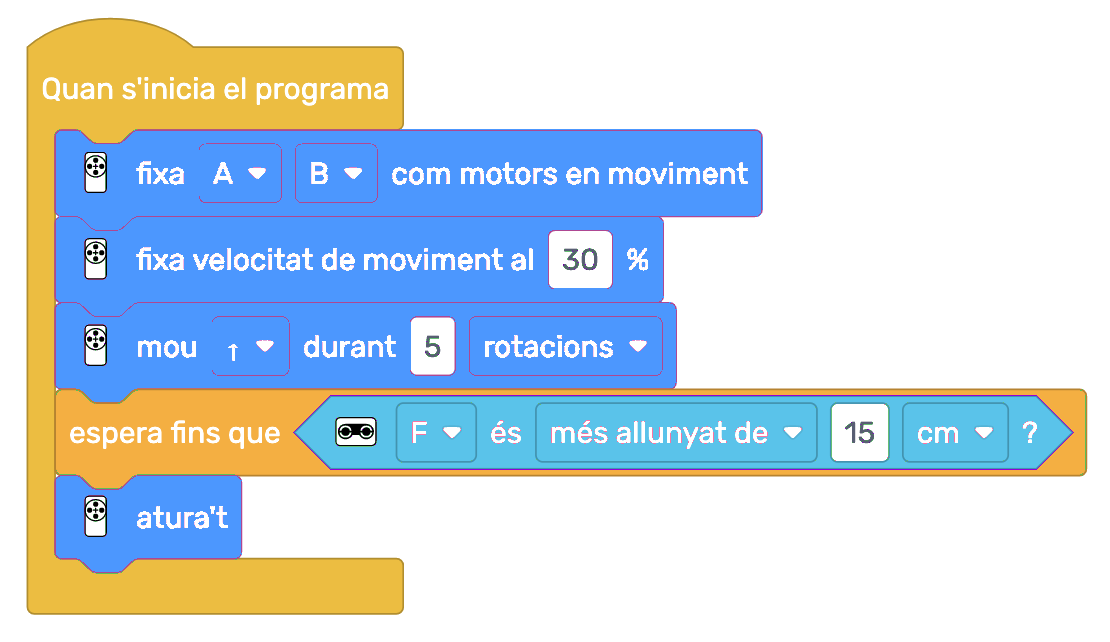 Quan s'inicia el programa
fixa A B com motors en moviment
fixa velocitat de moviment al 30 %
mou ↑ durant 5 rotacions
espera fins que F és més allunyat de 15 cm ?
atura't